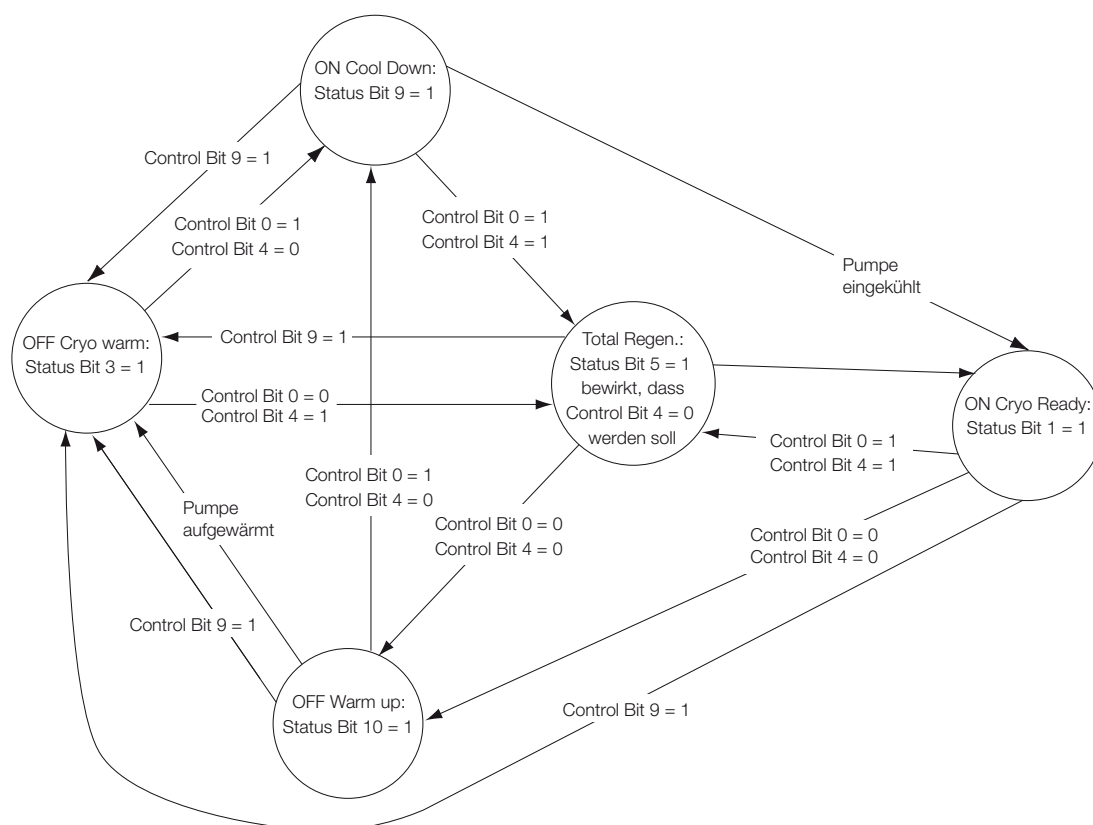 ON Cool Down:
Status Bit 9 = 1
Control Bit 9 = 1
Control Bit 0 = 1
Control Bit 4 = 0
Control Bit 0 = 1
Control Bit 4 = 1
Pumpe
eingekühlt
OFF Cryo warm:
Status Bit 3 = 1
Control Bit 9 = 1
Total Regen.:
Status Bit 5 = 1
bewirkt, dass
Control Bit 4 = 0
werden soll
Control Bit 0 = 0
Control Bit 4 = 1
ON Cryo Ready:
Status Bit 1 = 1
Control Bit 0 = 1
Control Bit 4 = 1
Control Bit 0 = 1
Control Bit 4 = 0
Pumpe
aufgewärmt
Control Bit 0 = 0
Control Bit 4 = 0
Control Bit 0 = 0
Control Bit 4 = 0
Control Bit 9 = 1
OFF Warm up:
Status Bit 10 = 1
Control Bit 9 = 1